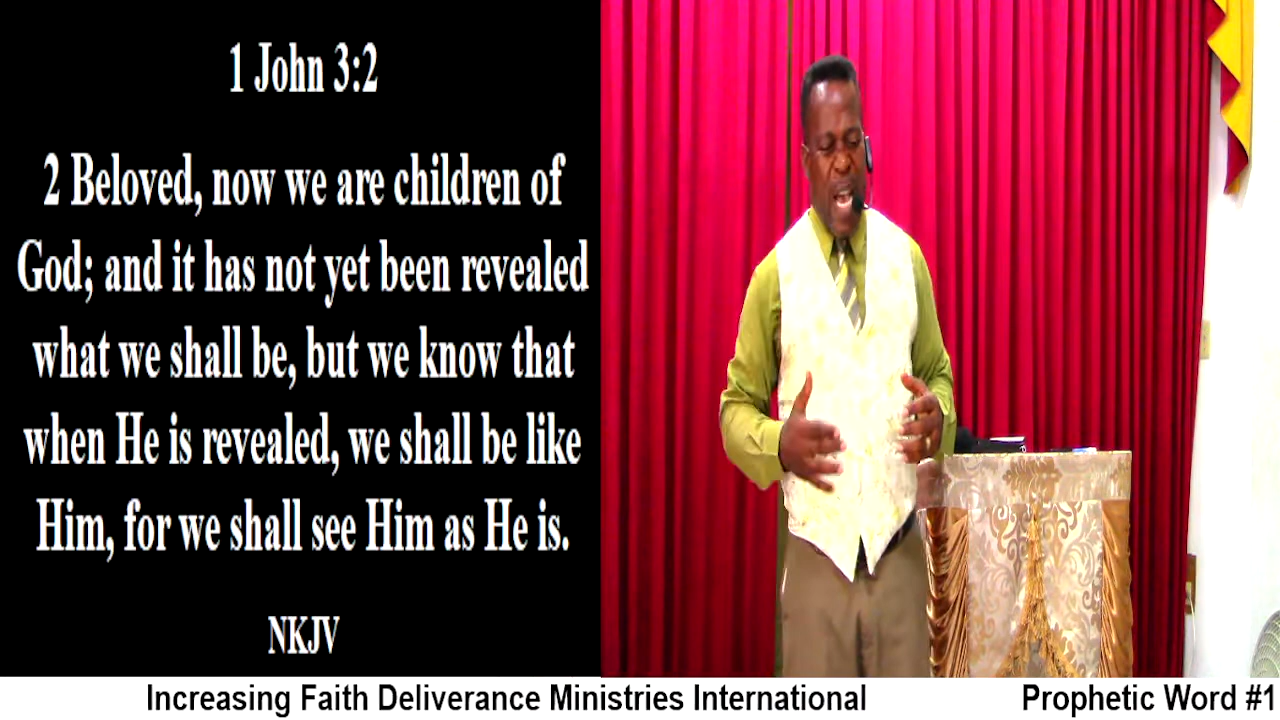 1 John 3:2
2 Beloved, now we are children of
God; and it has not yet been revealed
what we shall be, but we know that
when He is revealed, we shall be like
Him, for we shall see Him as He is.
NKJV
Increasing Faith Deliverance Ministries International
Prophetic Word #1